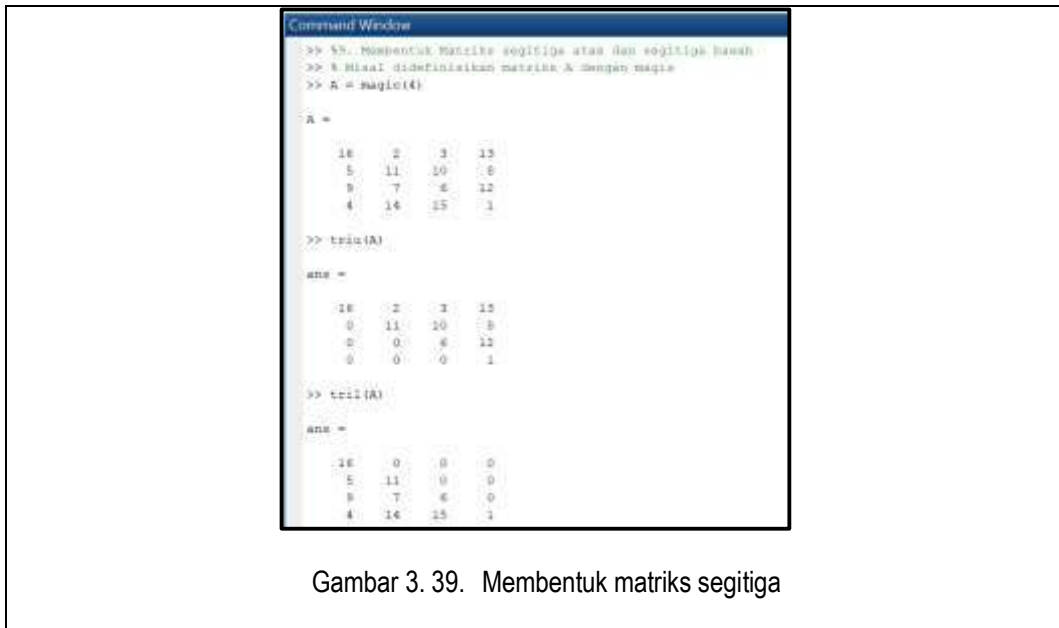 Command Window
>> %9. Membentuk Matriks segitiga atas dan segitiga bawah
>> % Misal didefinisikan matriks A dengan magic
>> A = magic(4)
A =
16 2 3 13
5 11 10 8
9 7 6 12
4 14 15 1
>> triu(A)
ans =
16 2 3 13
0 11 10 8
0 0 6 12
0 0 0 1
>> tril(A)
ans =
16 0 0 0
5 11 0 0
9 7 6 0
4 14 15 1
Gambar 3. 39. Membentuk matriks segitiga